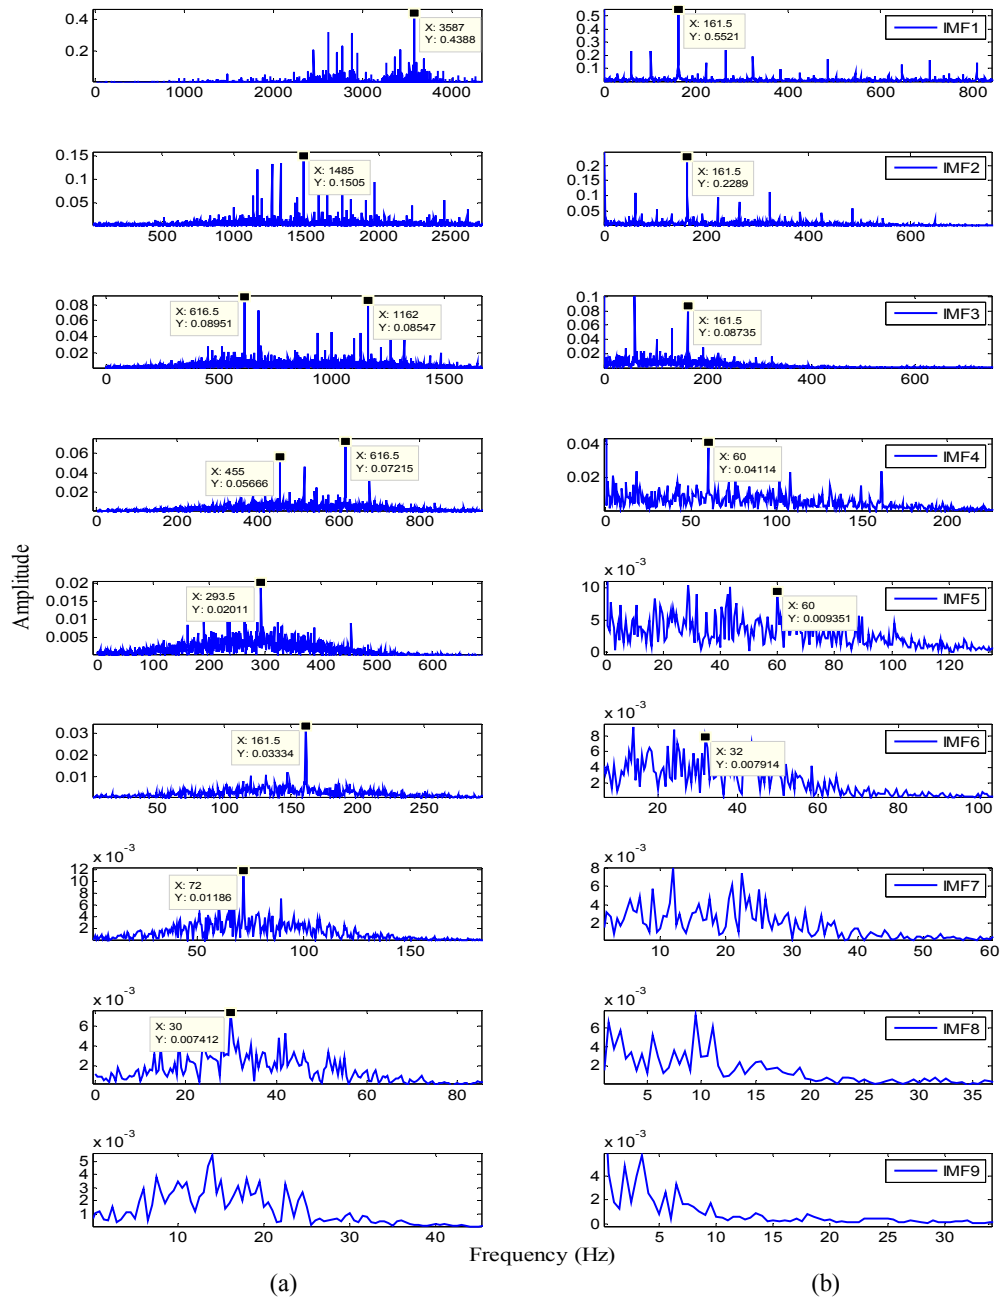 0.4
0.2
X: 3587
Y: 0.4388
0 1000 2000 3000 4000
0.5
0.4
0.3
0.2
0.1
X: 161.5
Y: 0.5521
IMF1
0 200 400 600 800
0.15
0.1
0.05
X: 1485
Y: 0.1505
500 1000 1500 2000 2500
0.2
0.15
0.1
0.05
X: 161.5
Y: 0.2289
IMF2
0 200 400 600
0.08
0.06
0.04
0.02
X: 616.5
Y: 0.08951
X: 1162
Y: 0.08547
0 500 1000 1500
0.1
0.08
0.06
0.04
0.02
X: 161.5
Y: 0.08735
IMF3
0 200 400 600
0.06
0.04
0.02
X: 455
Y: 0.05666
X: 616.5
Y: 0.07215
0 200 400 600 800
0.04
0.02
X: 60
Y: 0.04114
IMF4
0 50 100 150 200
Amplitude
0.02
0.015
0.01
0.005
X: 293.5
Y: 0.02011
0 100 200 300 400 500 600
x 10⁻³
10
5
0
X: 60
Y: 0.009351
IMF5
0 20 40 60 80 100 120
0.03
0.02
0.01
X: 161.5
Y: 0.03334
50 100 150 200 250
x 10⁻³
8
6
4
2
X: 32
Y: 0.007914
IMF6
20 40 60 80 100
x 10⁻³
12
10
8
6
4
2
X: 72
Y: 0.01186
50 100 150
x 10⁻³
8
6
4
2
IMF7
10 20 30 40 50 60
x 10⁻³
6
4
2
X: 30
Y: 0.007412
0 20 40 60 80
x 10⁻³
6
4
2
IMF8
5 10 15 20 25 30 35
x 10⁻³
5
4
3
2
1
10 20 30 40
x 10⁻³
4
2
0
IMF9
5 10 15 20 25 30
Frequency (Hz)
(a) (b)